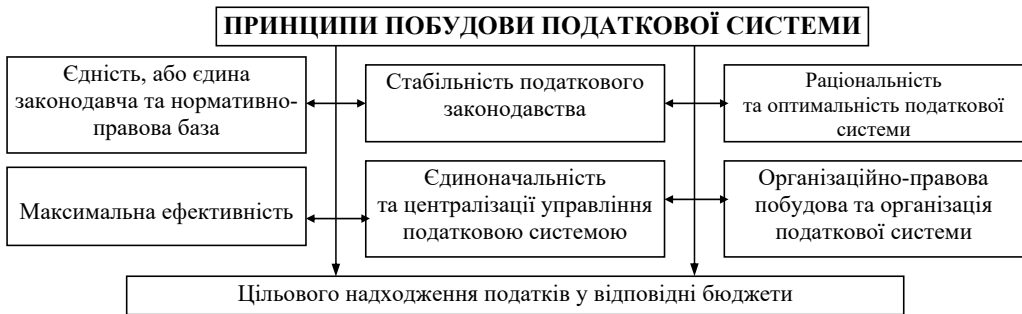 ПРИНЦИПИ ПОБУДОВИ ПОДАТКОВОЇ СИСТЕМИ
Єдність, або єдина
законодавча та нормативно-
правова база
Стабільність податкового
законодавства
Раціональність
та оптимальність податкової
системи
Максимальна ефективність
Єдиноначальність
та централізації управління
податковою системою
Організаційно-правова
побудова та організація
податкової системи
Цільового надходження податків у відповідні бюджети